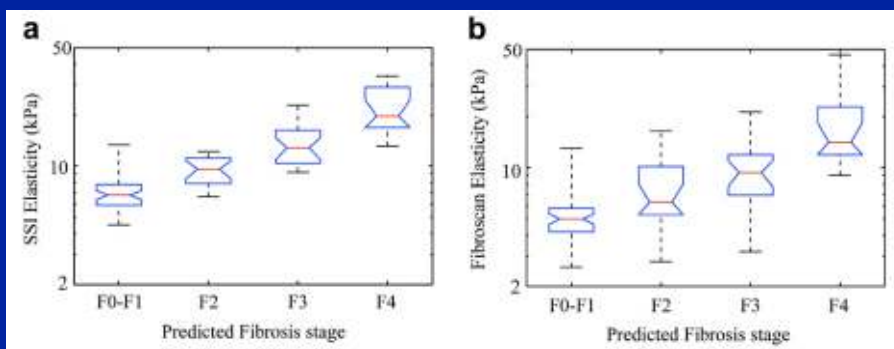 a
50
10
2
SSI Elasticity (kPa)
F0-F1 F2 F3 F4
Predicted Fibrosis stage
b
50
10
2
Fibroscan Elasticity (kPa)
F0-F1 F2 F3 F4
Predicted Fibrosis stage